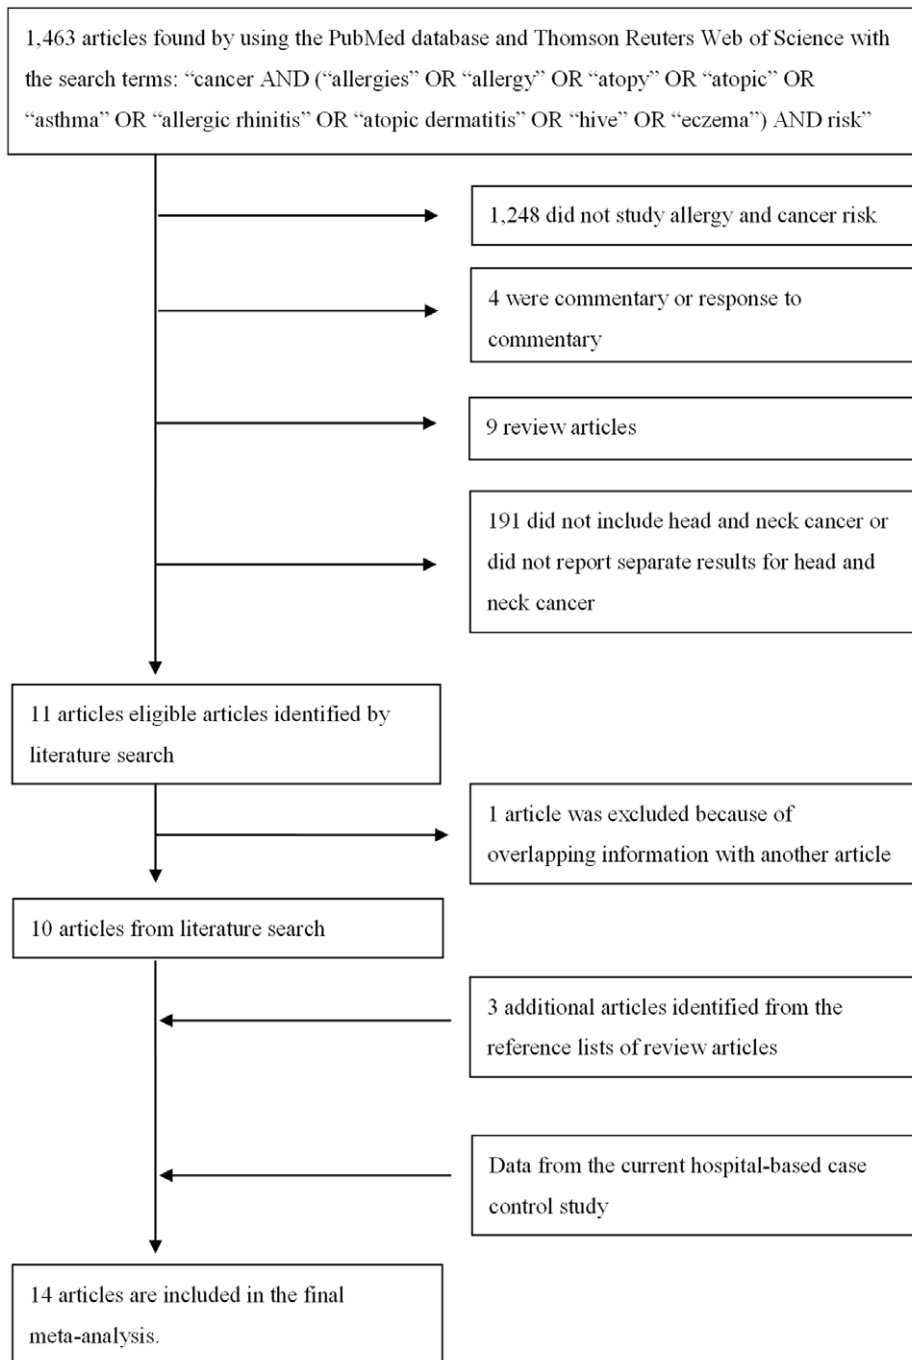 1,463 articles found by using the PubMed database and Thomson Reuters Web of Science with
the search terms: “cancer AND (“allergies” OR “allergy” OR “atopy” OR “atopic” OR
“asthma” OR “allergic rhinitis” OR “atopic dermatitis” OR “hive” OR “eczema”) AND risk”
1,248 did not study allergy and cancer risk
4 were commentary or response to
commentary
9 review articles
191 did not include head and neck cancer or
did not report separate results for head and
neck cancer
11 articles eligible articles identified by
literature search
1 article was excluded because of
overlapping information with another article
10 articles from literature search
3 additional articles identified from the
reference lists of review articles
Data from the current hospital-based case
control study
14 articles are included in the final
meta-analysis.